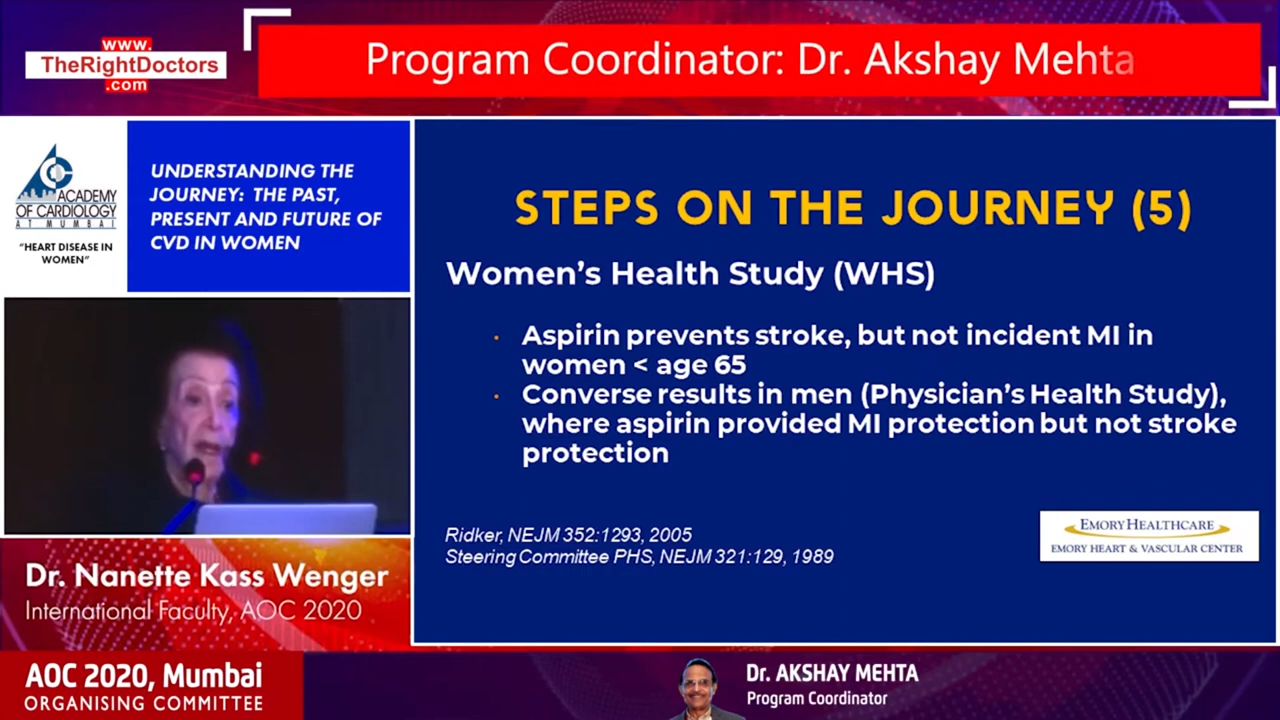 www.
TheRightDoctors
.com
Program Coordinator: Dr. Akshay Mehta
ACADEMY
OF CARDIOLOGY
AT MUMBAI
"HEART DISEASE IN
WOMEN"
UNDERSTANDING THE
JOURNEY: THE PAST,
PRESENT AND FUTURE OF
CVD IN WOMEN
STEPS ON THE JOURNEY (5)
Women's Health Study (WHS)
· Aspirin prevents stroke, but not incident MI in
women < age 65
· Converse results in men (Physician's Health Study),
where aspirin provided MI protection but not stroke
protection
Ridker, NEJM 352:1293, 2005
Steering Committee PHS, NEJM 321:129, 1989
EMORY HEALTHCARE
EMORY HEART & VASCULAR CENTER
Dr. Nanette Kass Wenger
International Faculty, AOC 2020
AOC 2020, Mumbai
ORGANISING COMMITTEE
Dr. AKSHAY MEHTA
Program Coordinator